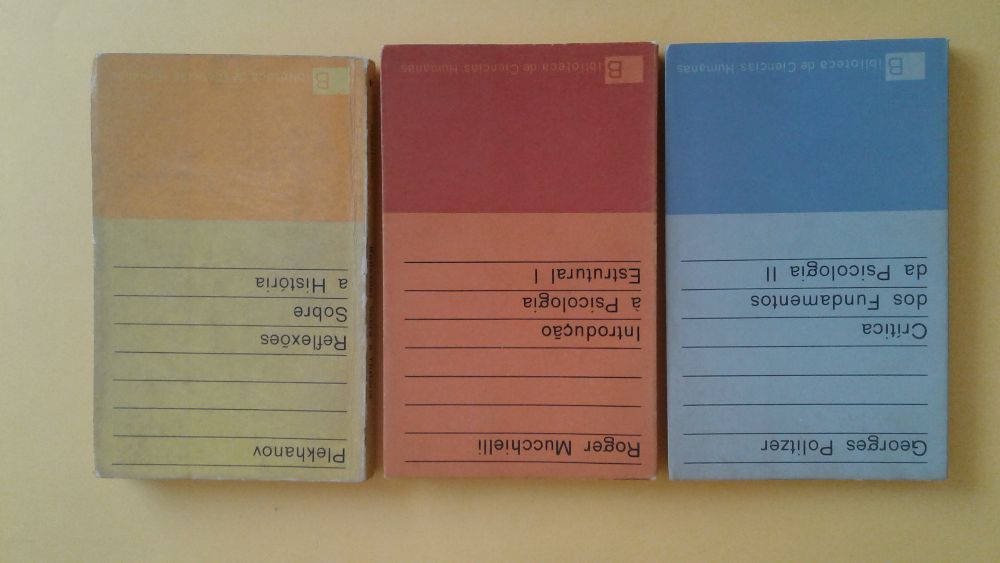 Georges Politzer
Crítica
dos Fundamentos
da Psicologia II
Biblioteca de Ciencias Humanas
Roger Mucchielli
Introdução
à Psicologia
Estrutural I
Biblioteca de Ciencias Humanas
Plekhanov
Reflexões
Sobre
a História
Biblioteca de Ciencias Humanas